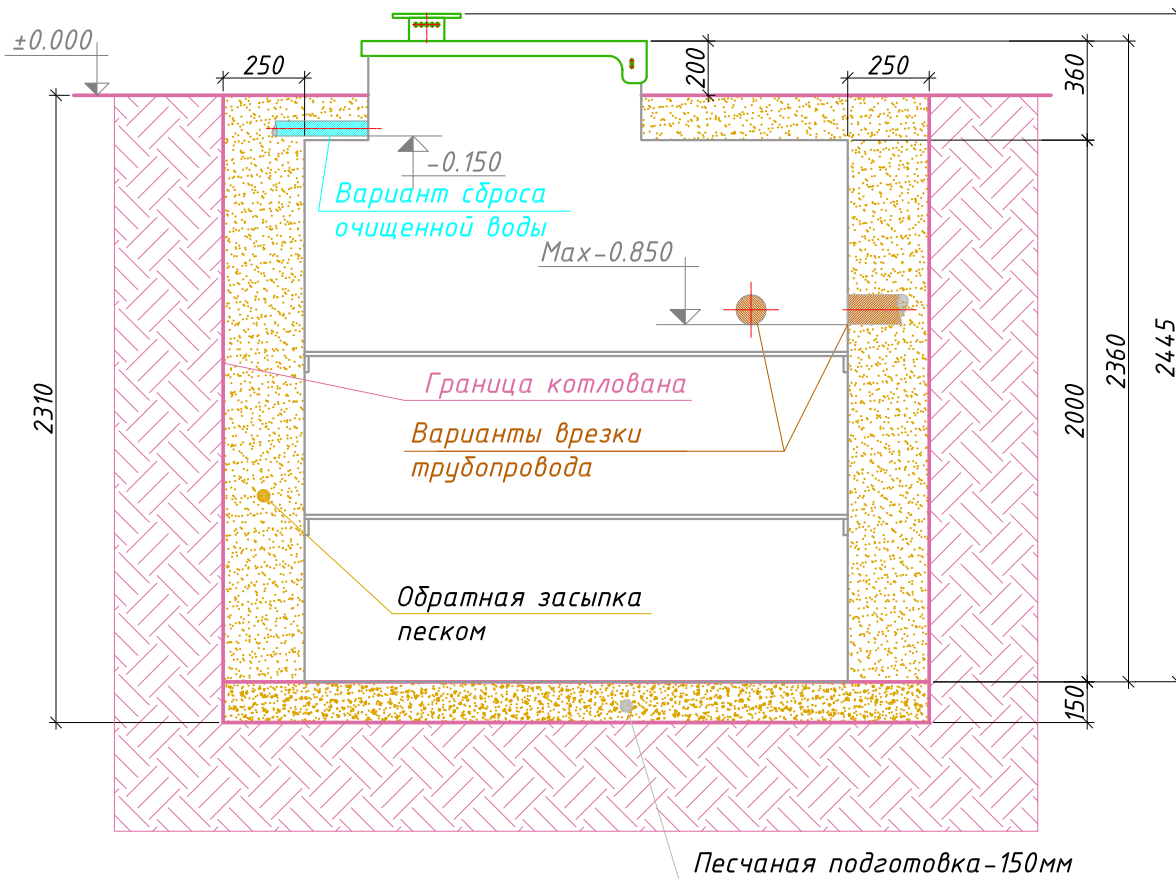 ±0.000
250
200
250
360
-0.150
Вариант сброса
очищенной воды
Max-0.850
2310
2360
2445
2000
Граница котлована
Варианты врезки
трубопровода
Обратная засыпка
песком
150
Песчаная подготовка-150мм